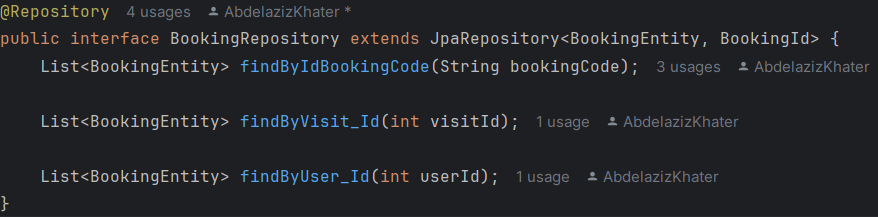 @Repository 4 usages AbdelazizKhater *
public interface BookingRepository extends JpaRepository<BookingEntity, BookingId> {
List<BookingEntity> findByIdBookingCode(String bookingCode); 3 usages AbdelazizKhater
List<BookingEntity> findByVisit_Id(int visitId); 1 usage AbdelazizKhater
List<BookingEntity> findByUser_Id(int userId); 1 usage AbdelazizKhater
}